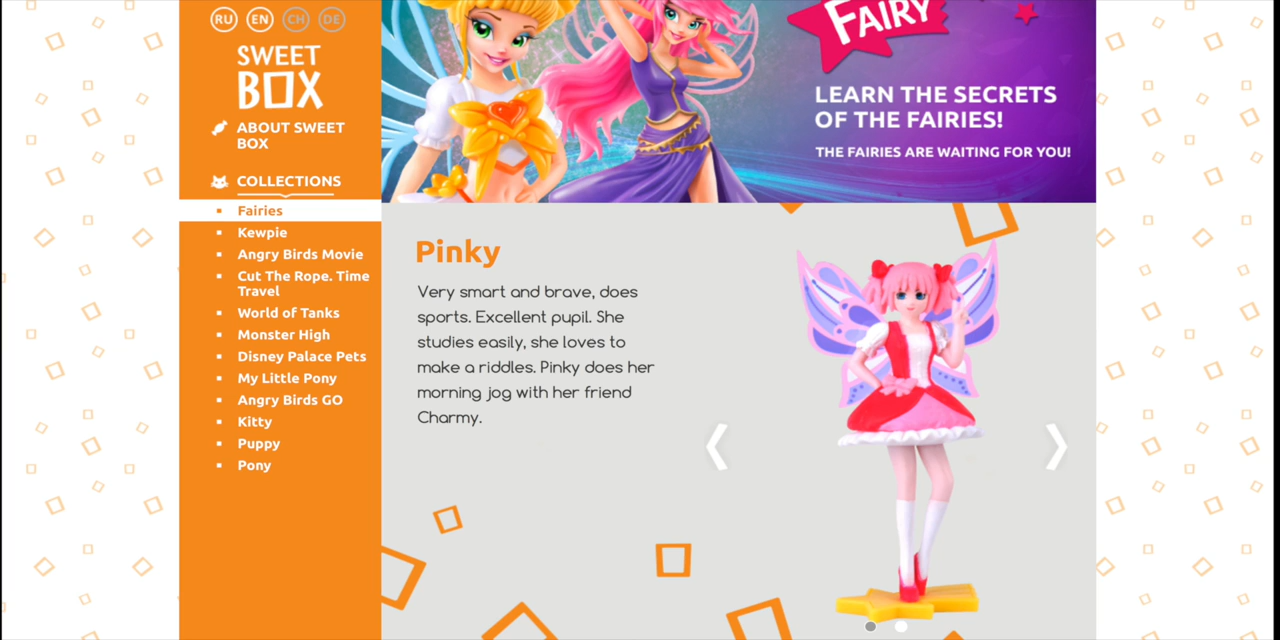 RU EN CH DE
SWEET
BOX
ABOUT SWEET
BOX
COLLECTIONS
Fairies
Kewpie
Angry Birds Movie
Cut The Rope. Time
Travel
World of Tanks
Monster High
Disney Palace Pets
My Little Pony
Angry Birds GO
Kitty
Puppy
Pony
FAIRY
LEARN THE SECRETS
OF THE FAIRIES!
THE FAIRIES ARE WAITING FOR YOU!
Pinky
Very smart and brave, does
sports. Excellent pupil. She
studies easily, she loves to
make a riddles. Pinky does her
morning jog with her friend
Charmy.